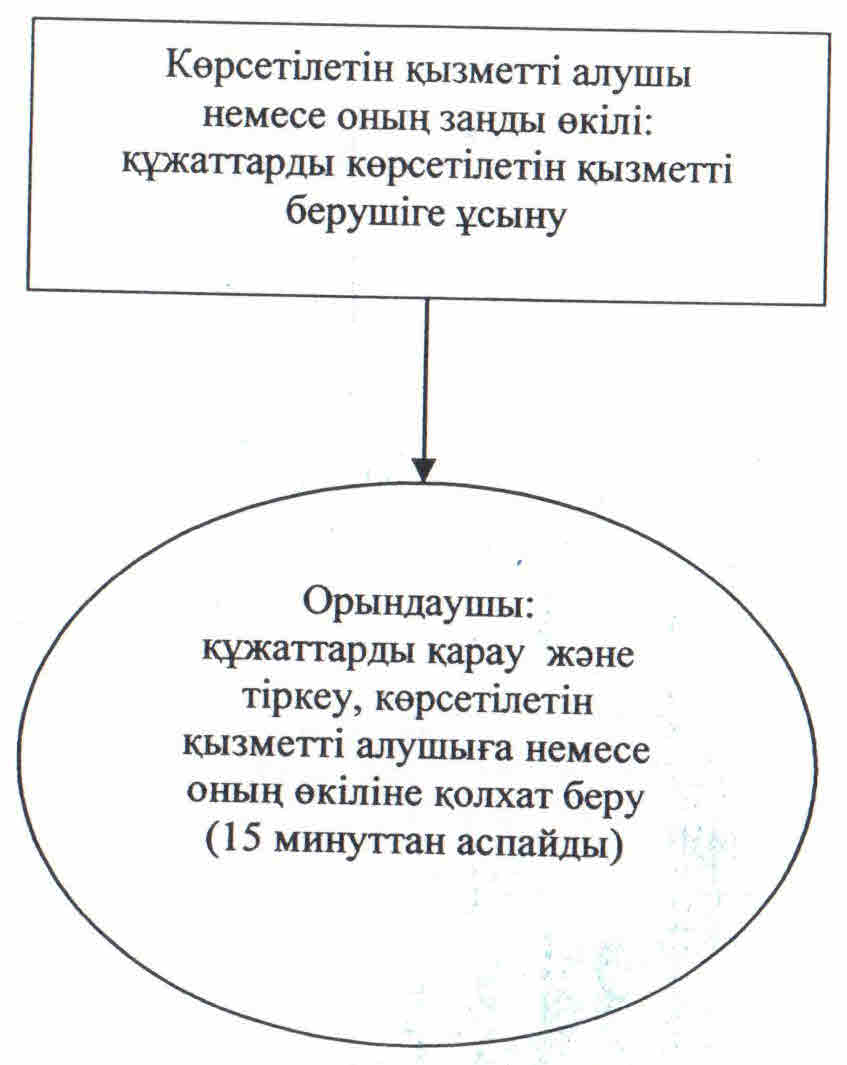 Көрсетілетін қызметті алушы
немесе оның заңды өкілі:
құжаттарды көрсетілетін қызметті
берушіге ұсыну
Орындаушы:
құжаттарды қарау және
тіркеу, көрсетілетін
қызметті алушыға немесе
оның өкіліне қолхат беру
(15 минуттан аспайды)